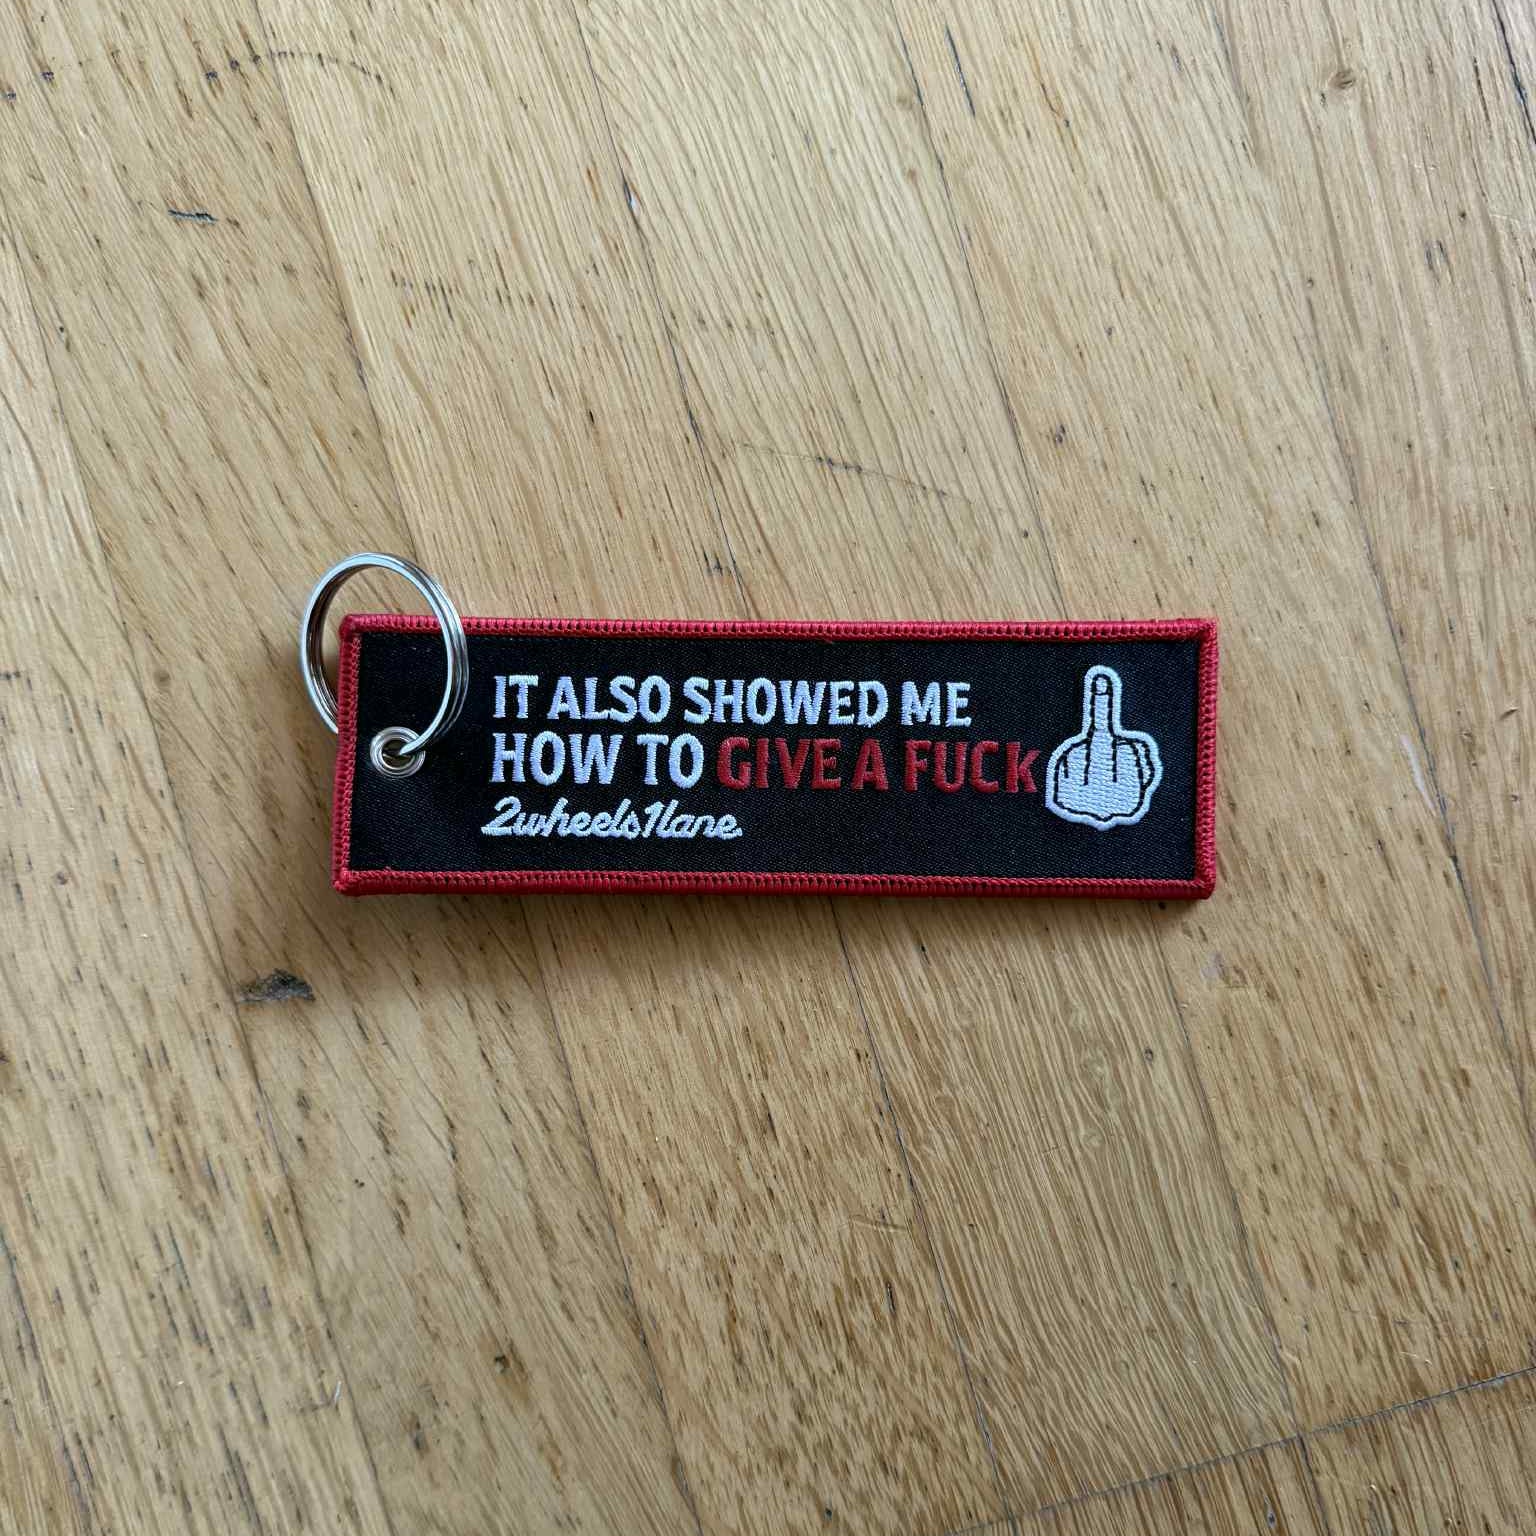 IT ALSO SHOWED ME
HOW TO GIVE A FUCK
2wheels1lane